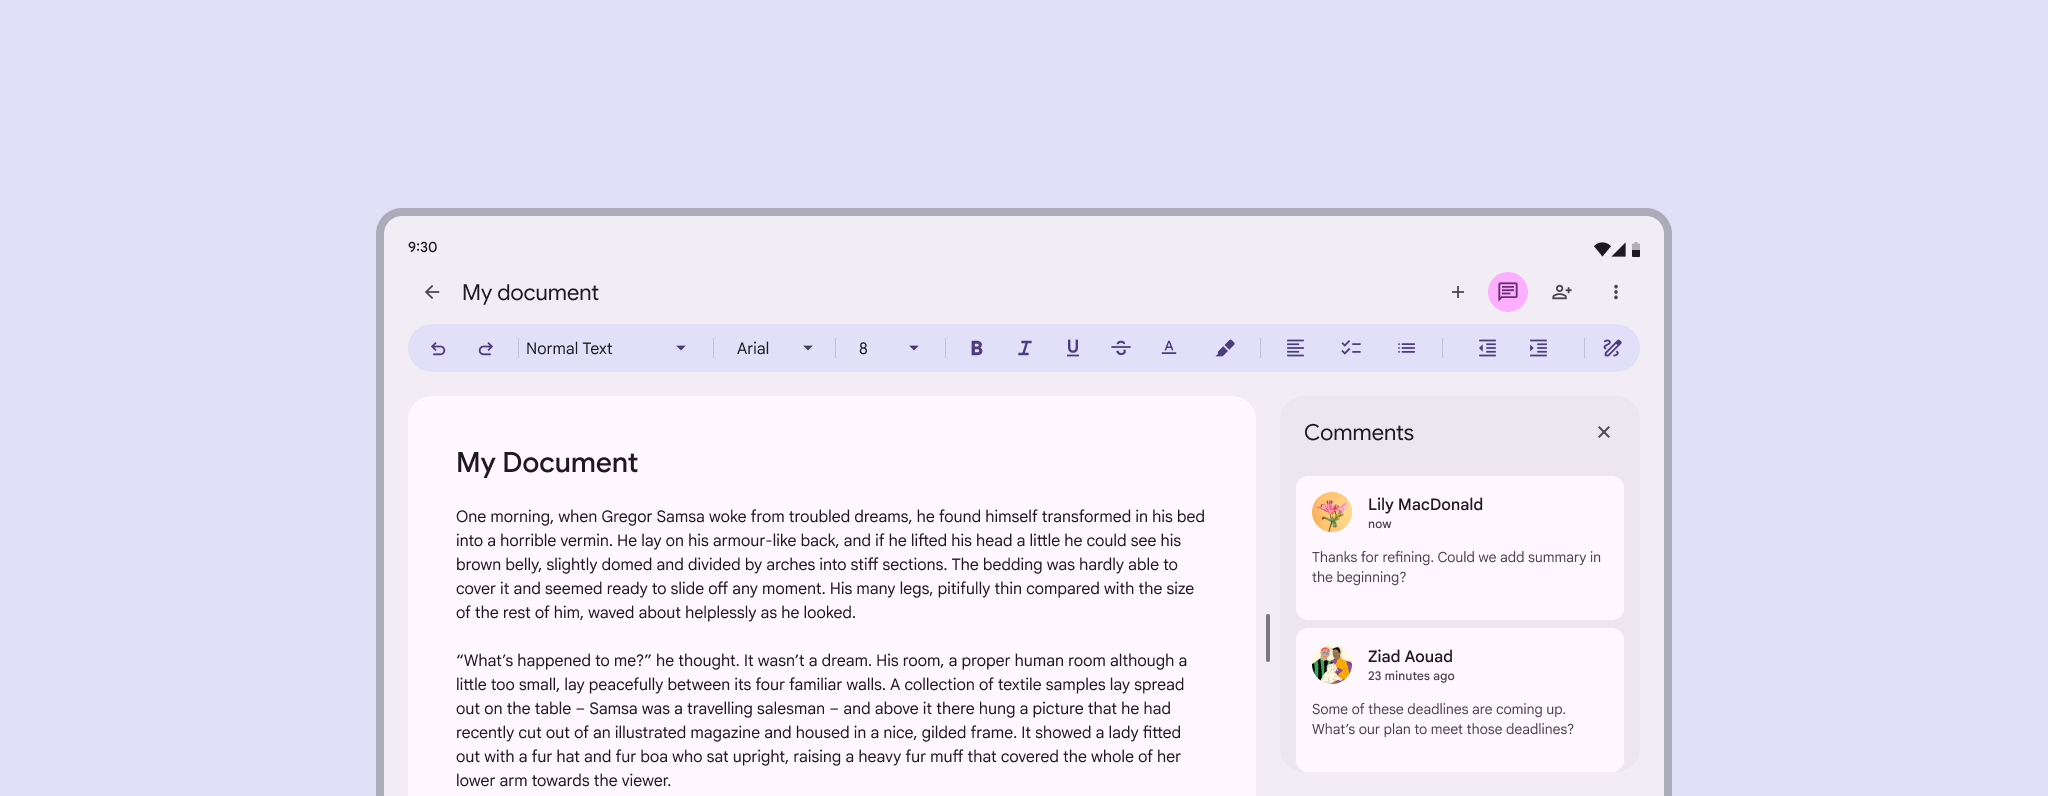 9:30
My document
Normal Text
Arial
8
B I U S A
My Document
One morning, when Gregor Samsa woke from troubled dreams, he found himself transformed in his bed
into a horrible vermin. He lay on his armour-like back, and if he lifted his head a little he could see his
brown belly, slightly domed and divided by arches into stiff sections. The bedding was hardly able to
cover it and seemed ready to slide off any moment. His many legs, pitifully thin compared with the size
of the rest of him, waved about helplessly as he looked.
“What’s happened to me?” he thought. It wasn’t a dream. His room, a proper human room although a
little too small, lay peacefully between its four familiar walls. A collection of textile samples lay spread
out on the table – Samsa was a travelling salesman – and above it there hung a picture that he had
recently cut out of an illustrated magazine and housed in a nice, gilded frame. It showed a lady fitted
out with a fur hat and fur boa who sat upright, raising a heavy fur muff that covered the whole of her
lower arm towards the viewer.
Comments
Lily MacDonald
now
Thanks for refining. Could we add summary in
the beginning?
Ziad Aouad
23 minutes ago
Some of these deadlines are coming up.
What’s our plan to meet those deadlines?